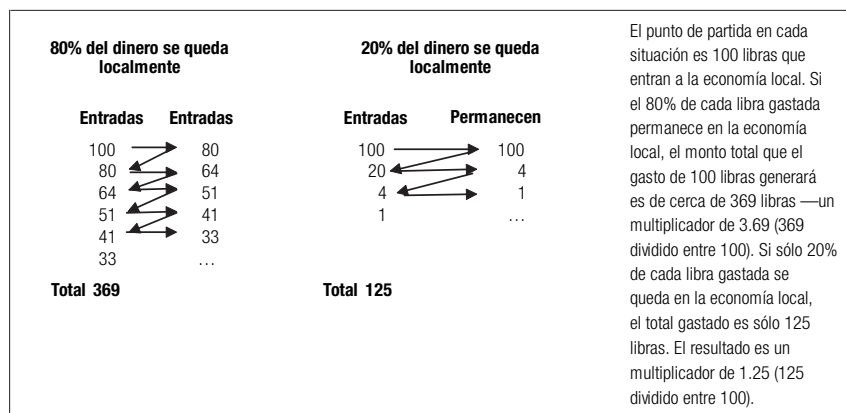 80% del dinero se queda
localmente
Entradas Entradas
100 80
80 64
64 51
51 41
41 33
33 ...
Total 369
20% del dinero se queda
localmente
Entradas Permanecen
100 100
20 4
4 1
1 ...
Total 125
El punto de partida en cada
situación es 100 libras que
entran a la economía local. Si
el 80% de cada libra gastada
permanece en la economía
local, el monto total que el
gasto de 100 libras generará
es de cerca de 369 libras —un
multiplicador de 3.69 (369
dividido entre 100). Si sólo 20%
de cada libra gastada se
queda en la economía local,
el total gastado es sólo 125
libras. El resultado es un
multiplicador de 1.25 (125
dividido entre 100).